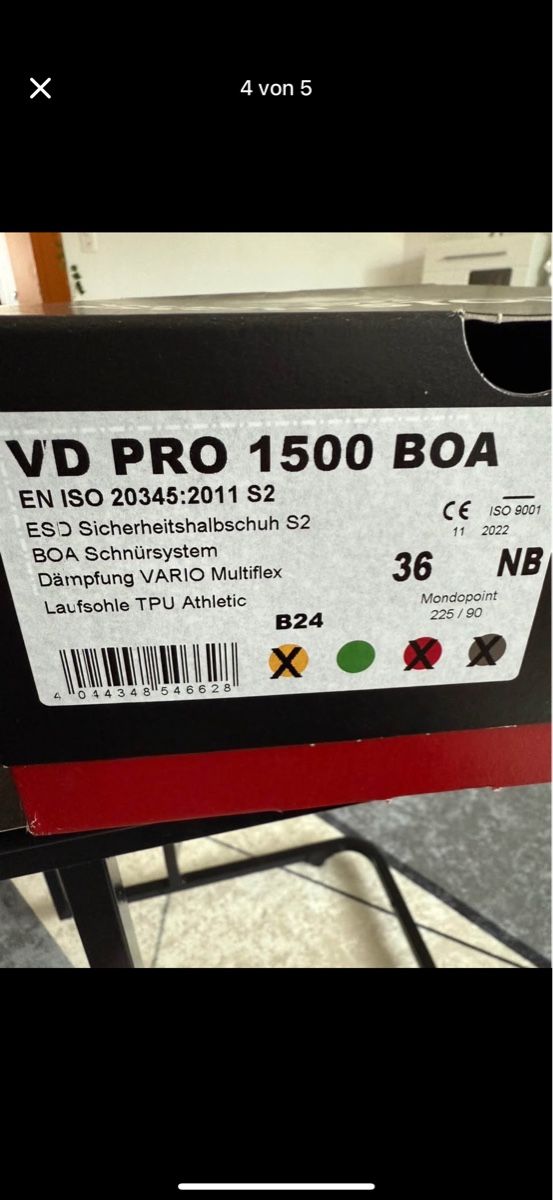 4 von 5
VD PRO 1500 BOA
EN ISO 20345:2011 S2
ESD Sicherheitshalbschuh S2
BOA Schnürsystem
Dämpfung VARIO Multiflex
Laufsohle TPU Athletic
CE ISO 9001
11 2022
36 NB
Mondopoint
225 / 90
B24
X X X
4 044348 546628